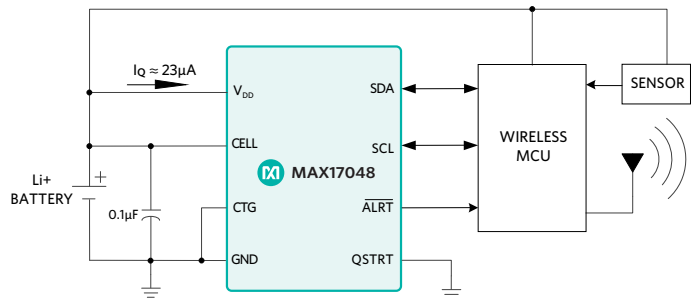 IQ ≈ 23µA
VDD
SDA
SENSOR
CELL
SCL
WIRELESS
MCU
MAX17048
Li+
BATTERY
+
0.1µF
CTG
ALRT
GND
QSTRT